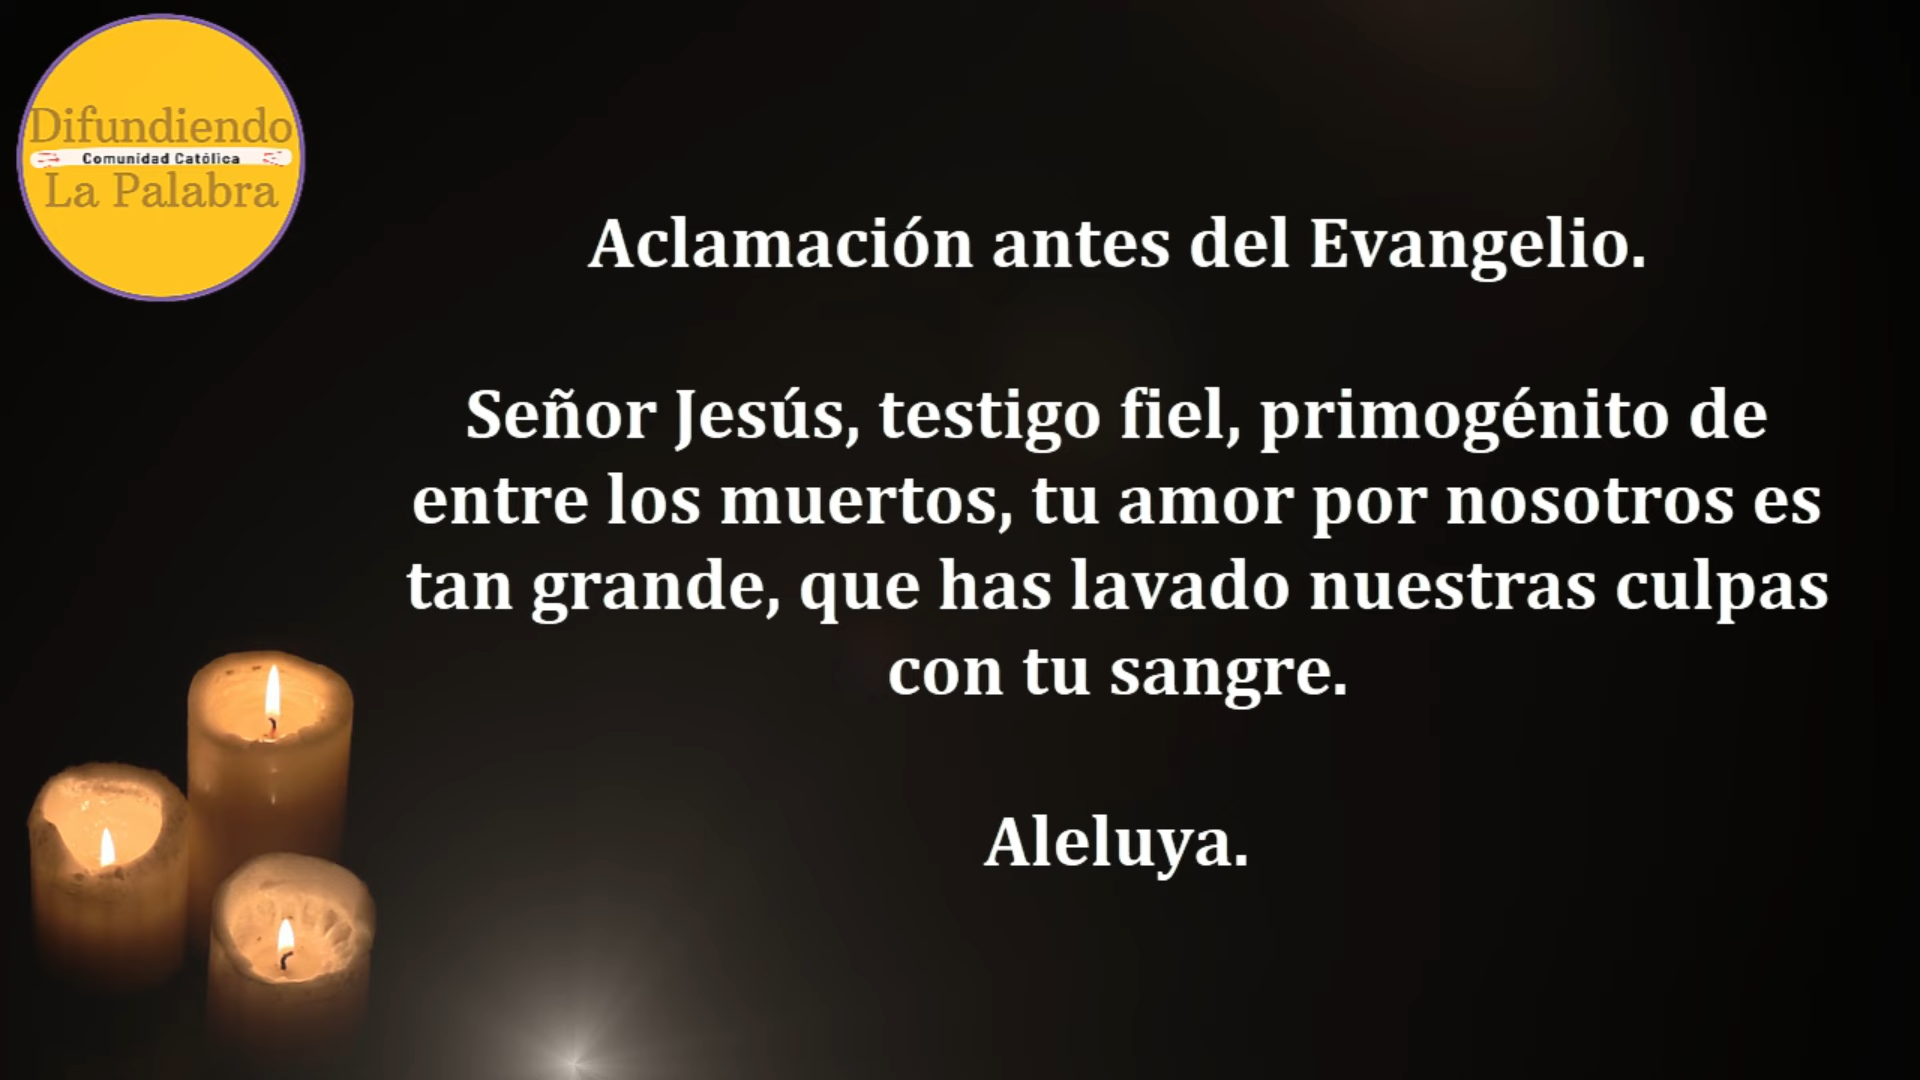 Difundiendo
Comunidad Católica
La Palabra
Aclamación antes del Evangelio.
Señor Jesús, testigo fiel, primogénito de
entre los muertos, tu amor por nosotros es
tan grande, que has lavado nuestras culpas
con tu sangre.
Aleluya.